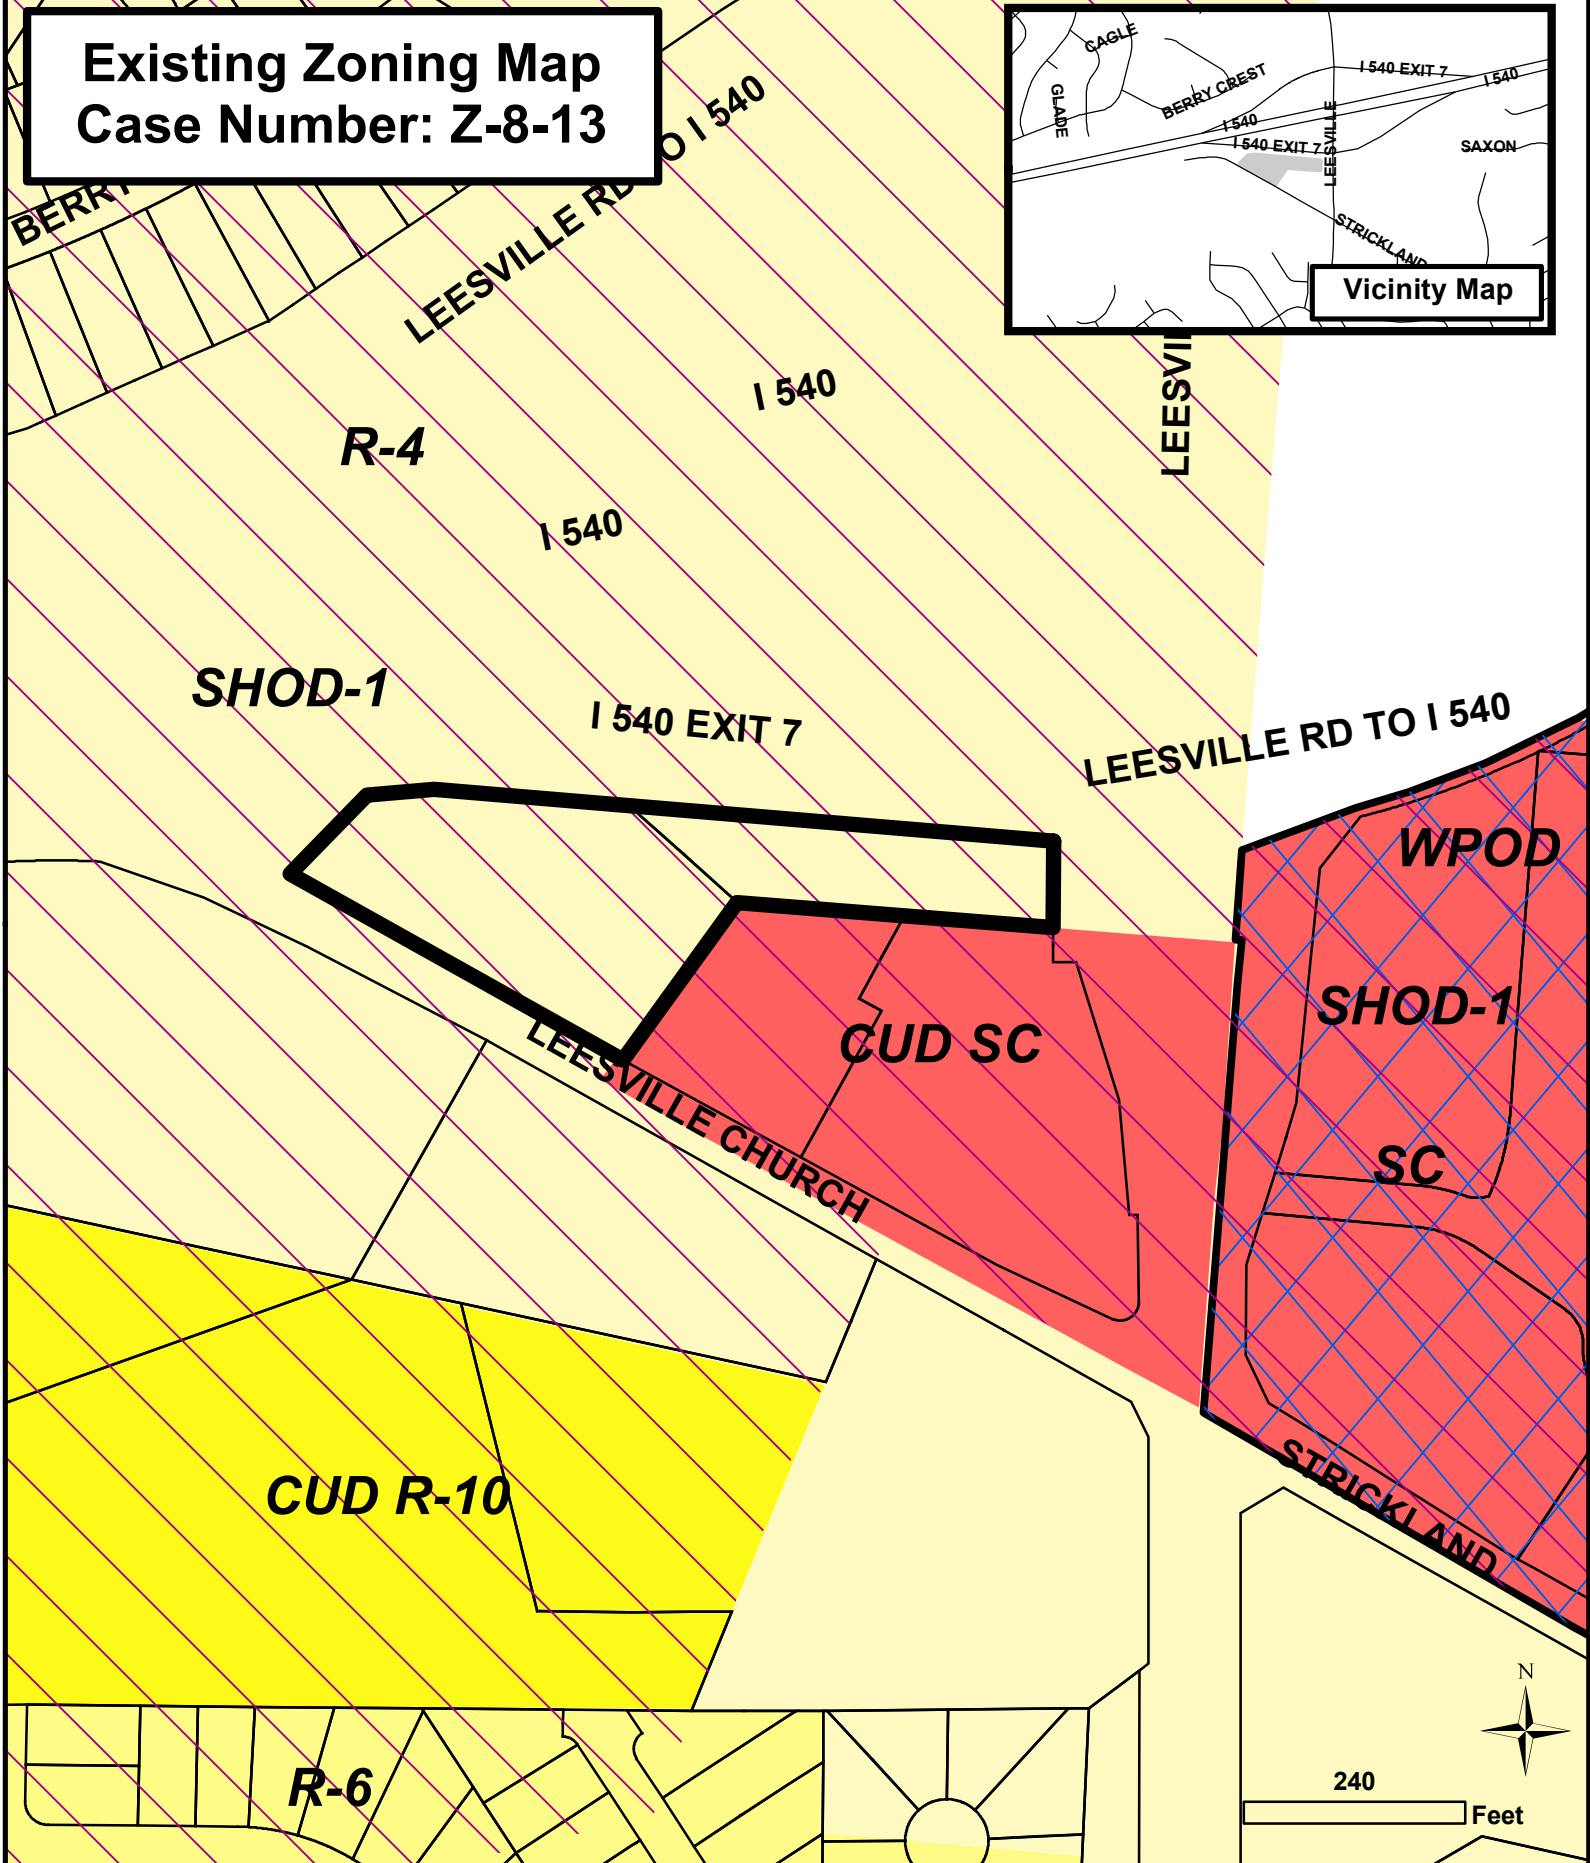 Existing Zoning Map
Case Number: Z-8-13
CAGLE
GLADE
BERRY CREST
I 540 EXIT 7
I 540
I 540
I 540 EXIT 7
LEESVILLE
SAXON
STRICKLAND
Vicinity Map
BERRY
LEESVILLE RD TO I 540
I 540
LEESVIL
R-4
I 540
SHOD-1
I 540 EXIT 7
LEESVILLE RD TO I 540
WPOD
SHOD-1
CUD SC
LEESVILLE CHURCH
SC
CUD R-10
STRICKLAND
N
R-6
240
Feet